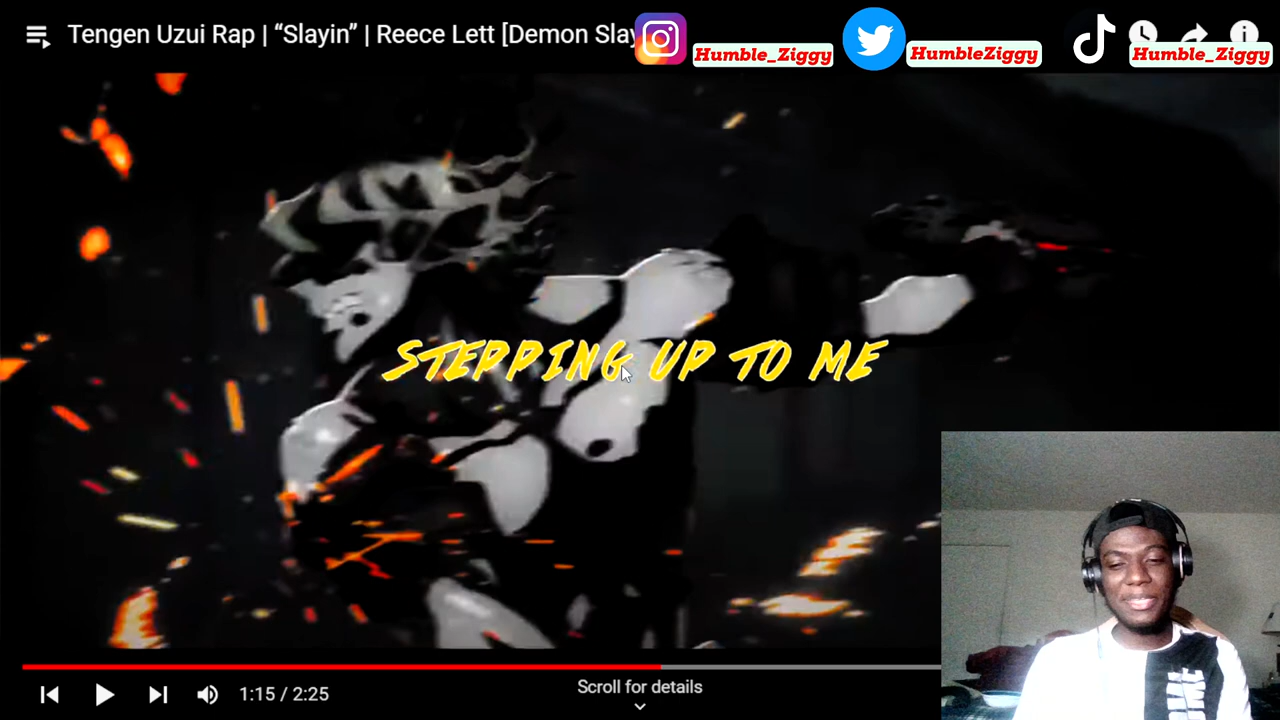 Tengen Uzui Rap | “Slayin” | Reece Lett [Demon Slay
Humble_Ziggy
HumbleZiggy
Humble_Ziggy
STEPPING UP TO ME
1:15 / 2:25
Scroll for details